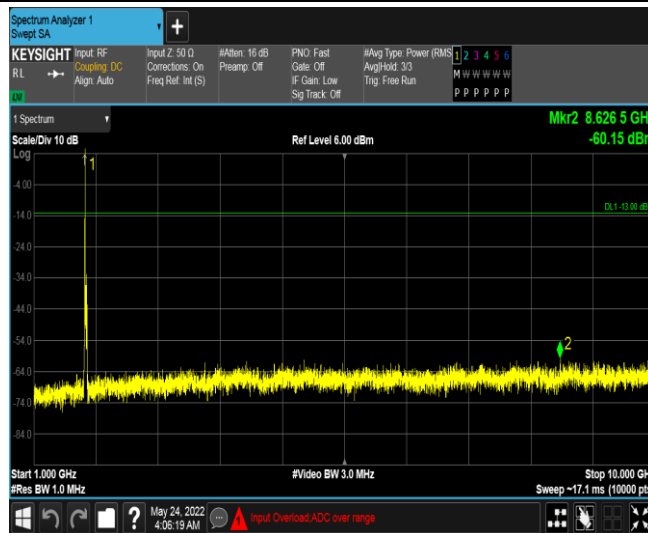 Spectrum Analyzer 1
Swept SA
KEYSIGHT Input: RF Input Z: 50 Ω #Atten: 16 dB PNO: Fast #Avg Type: Power (RMS 1 2 3 4 5 6
RL Coupling: DC Corrections: On Preamp: Off Gate: Off Avg|Hold: 3/3 M W W W W W
Align: Auto Freq Ref: Int (S) IF Gain: Low Trig: Free Run
Sig Track: Off P P P P P P
1 Spectrum Mkr2 8.626 5 GH
Scale/Div 10 dB Ref Level 6.00 dBm -60.15 dBr
Log
1
-4.00
DL1 -13.00 dB
-14.0
-24.0
-34.0
-44.0
-54.0
2
-64.0
-74.0
-84.0
Start 1.000 GHz #Video BW 3.0 MHz Stop 10.000 GH
#Res BW 1.0 MHz Sweep ~17.1 ms (10000 pts
? May 24, 2022
4:06:19 AM Input Overload;ADC over range